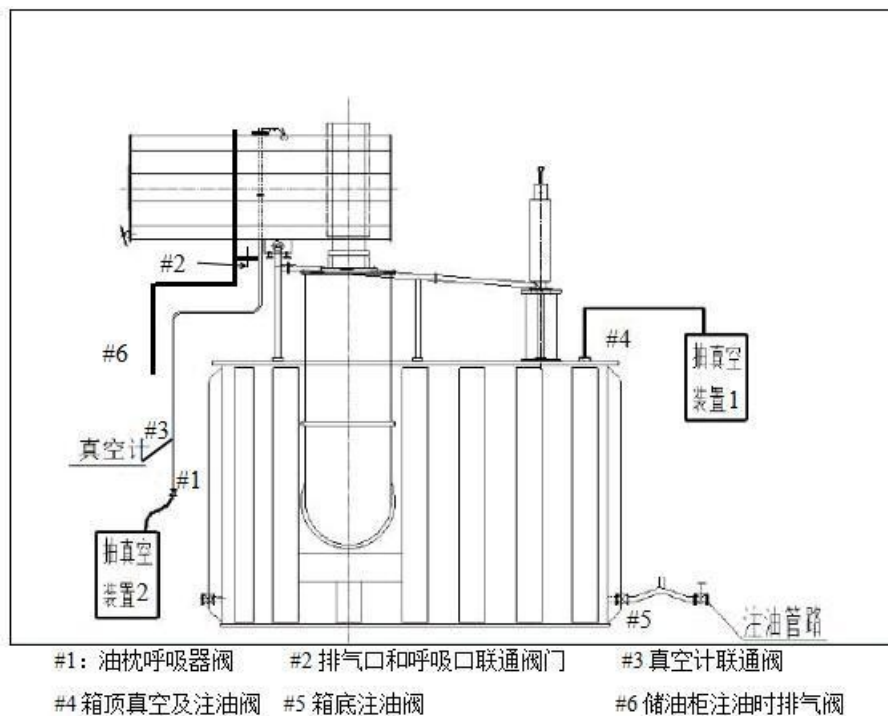 #2
#6
#4
抽真空
装置1
#3
真空计
#1
抽真空
装置2
#5
注油管路
#1：油枕呼吸器阀 #2 排气口和呼吸口联通阀门 #3 真空计联通阀
#4 箱顶真空及注油阀 #5 箱底注油阀 #6 储油柜注油时排气阀